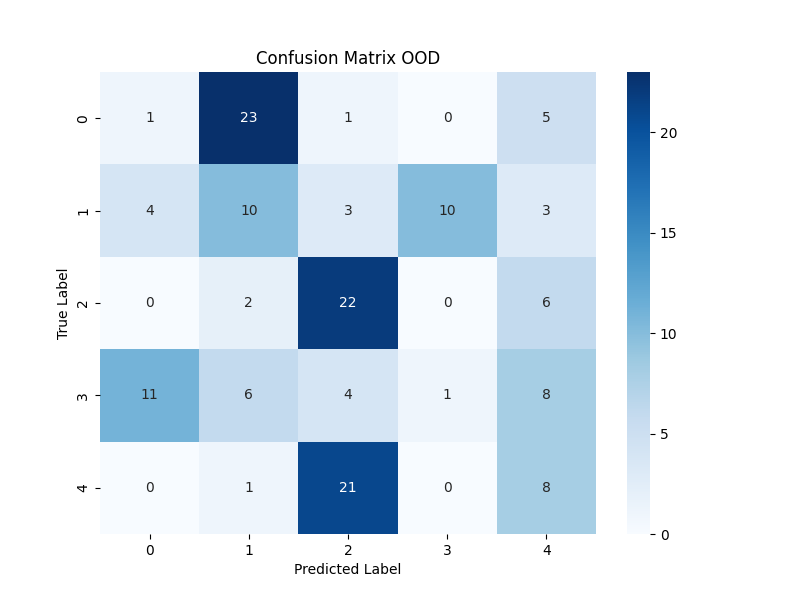 Confusion Matrix OOD
True Label
0 1 23 1 0 5
1 4 10 3 10 3
2 0 2 22 0 6
3 11 6 4 1 8
4 0 1 21 0 8
0 1 2 3 4
Predicted Label
20
15
10
5
0